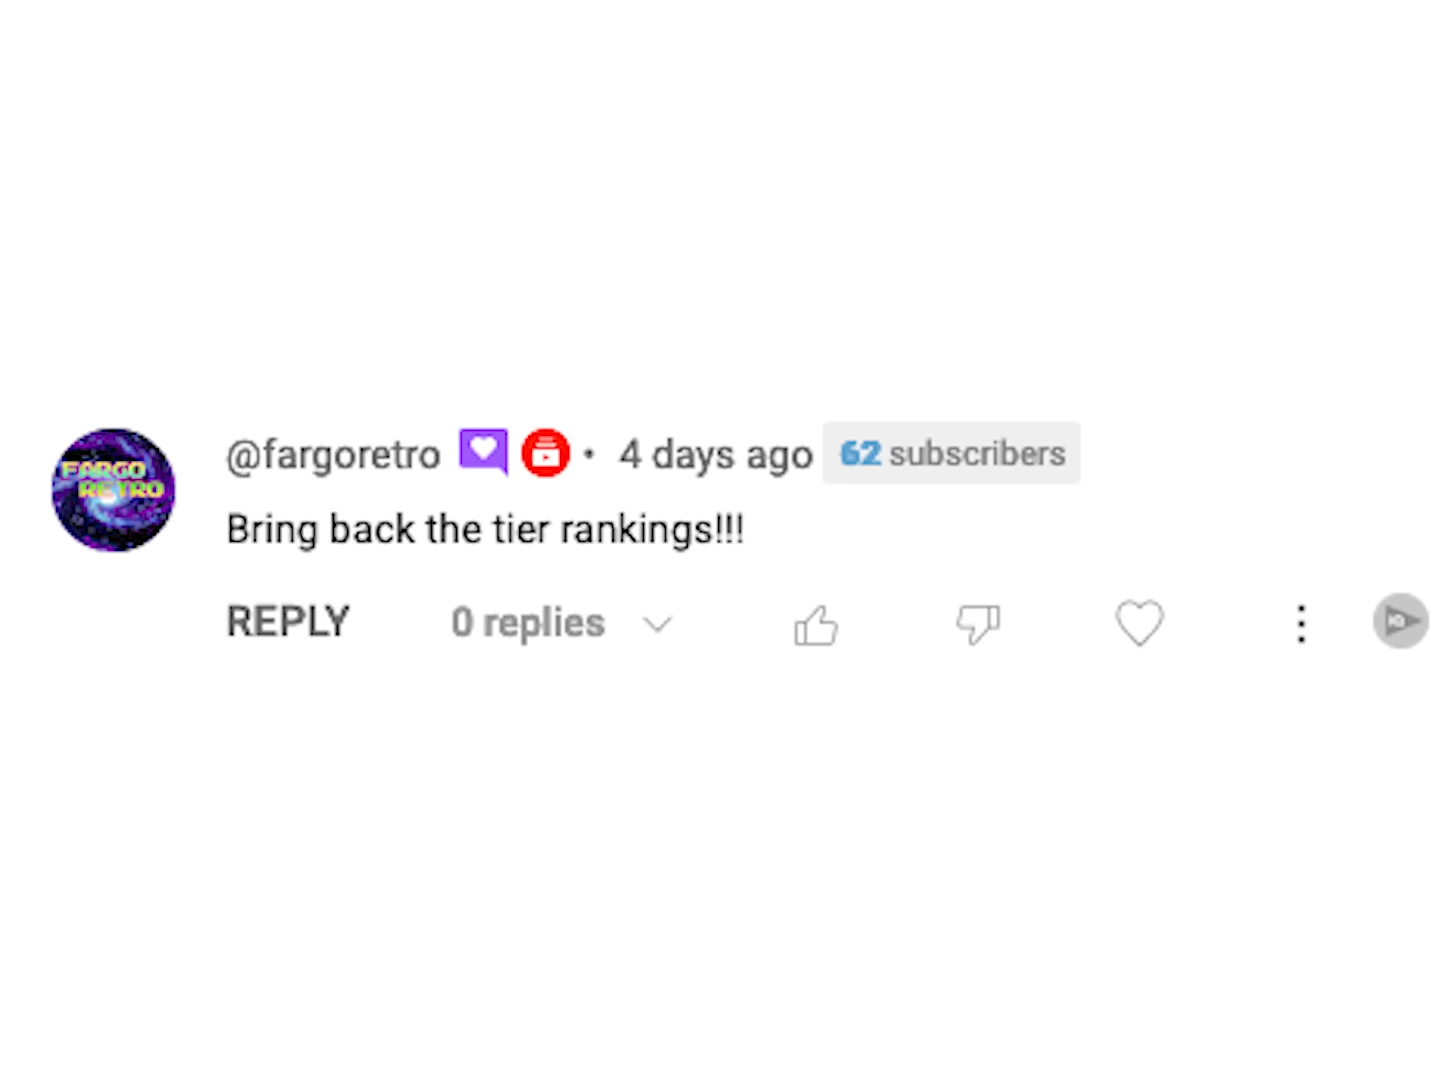 FARGO
RETRO
@fargoretro • 4 days ago 62 subscribers
Bring back the tier rankings!!!
REPLY 0 replies